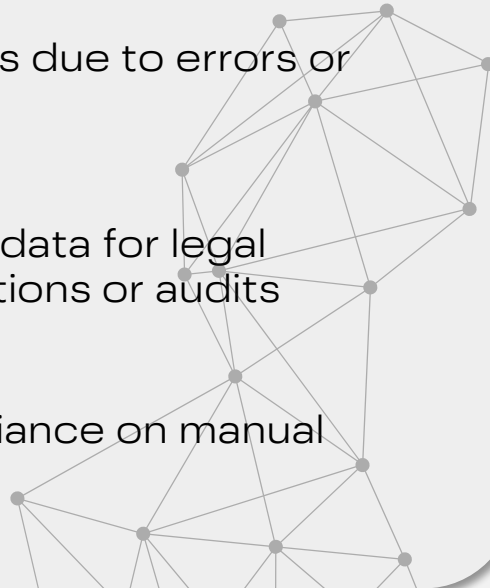 s due to errors or
data for legal
tions or audits
iance on manual